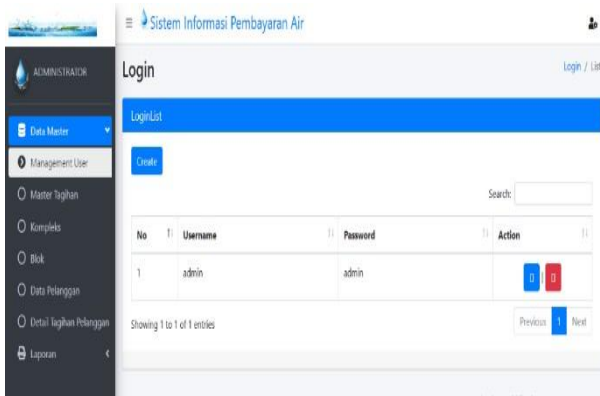 Sistem Informasi Pembayaran Air
ADMINISTRATOR
Login
Login / List
Data Master
LoginList
Management User
Create
Master Tagihan
Search:
Kompleks
No Username Password Action
Blok
1 admin admin
Data Pelanggan
Detail Tagihan Pelanggan
Showing 1 to 1 of 1 entries
Previous 1 Next
Laporan